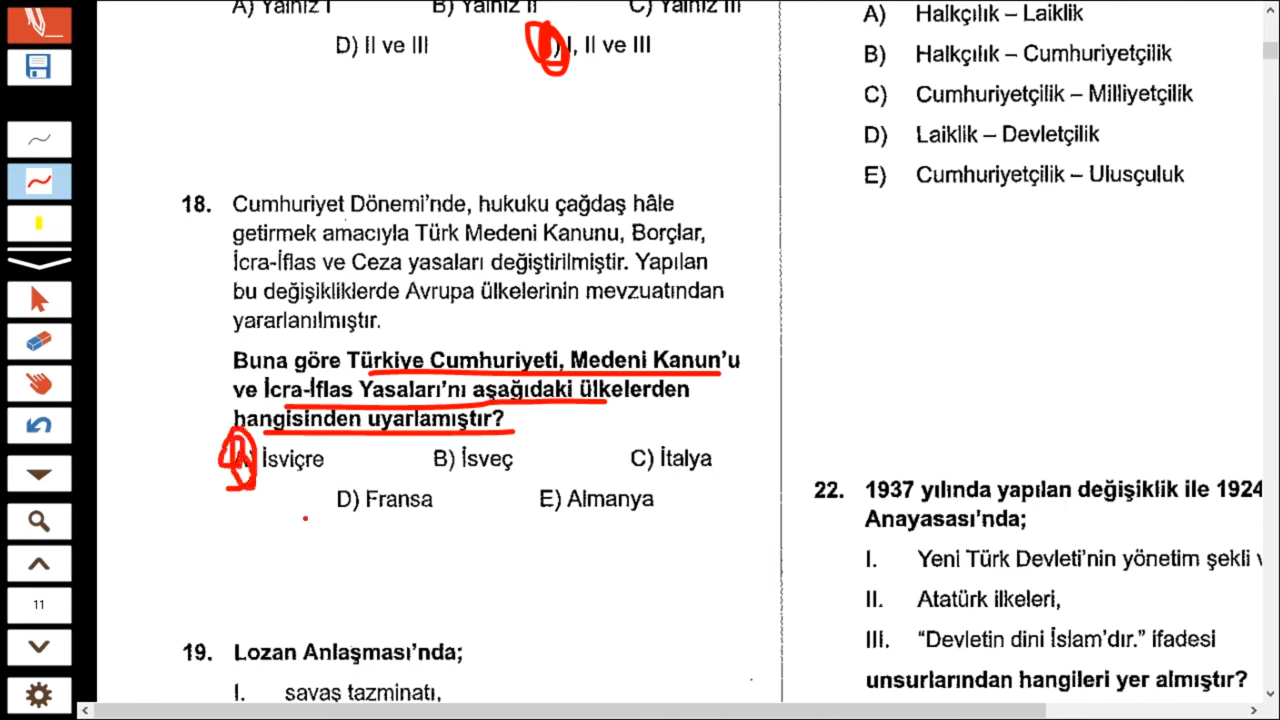 A) Yalnız I B) Yalnız II C) Yalnız III
D) II ve III I, II ve III
18. Cumhuriyet Dönemi’nde, hukuku çağdaş hâle
getirmek amacıyla Türk Medeni Kanunu, Borçlar,
İcra-İflas ve Ceza yasaları değiştirilmiştir. Yapılan
bu değişikliklerde Avrupa ülkelerinin mevzuatından
yararlanılmıştır.
Buna göre Türkiye Cumhuriyeti, Medeni Kanun’u
ve İcra-İflas Yasaları’nı aşağıdaki ülkelerden
hangisinden uyarlamıştır?
A) İsviçre B) İsveç C) İtalya
D) Fransa E) Almanya
19. Lozan Anlaşması’nda;
I. savaş tazminatı,
A) Halkçılık – Laiklik
B) Halkçılık – Cumhuriyetçilik
C) Cumhuriyetçilik – Milliyetçilik
D) Laiklik – Devletçilik
E) Cumhuriyetçilik – Ulusçuluk
22. 1937 yılında yapılan değişiklik ile 1924
Anayasası’nda;
I. Yeni Türk Devleti’nin yönetim şekli
II. Atatürk ilkeleri,
III. “Devletin dini İslam’dır.” ifadesi
unsurlarından hangileri yer almıştır?
11